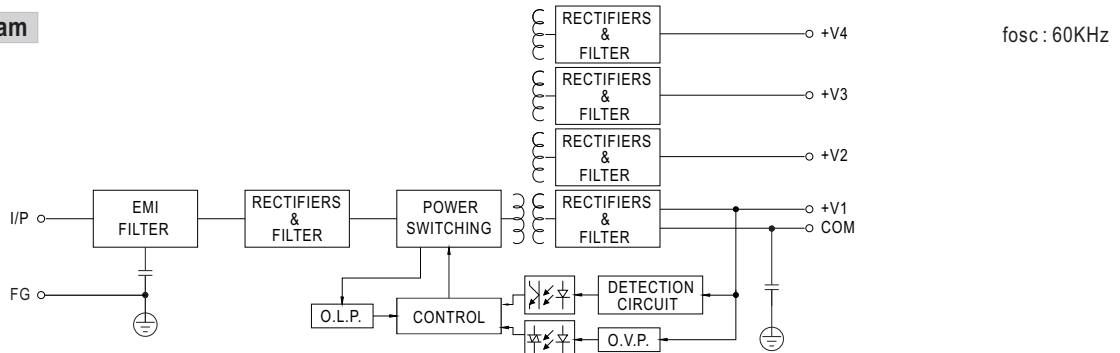 am
fosc : 60KHz
RECTIFIERS
&
FILTER
+V4
RECTIFIERS
&
FILTER
+V3
RECTIFIERS
&
FILTER
+V2
I/P
EMI
FILTER
RECTIFIERS
&
FILTER
POWER
SWITCHING
RECTIFIERS
&
FILTER
+V1
COM
FG
O.L.P.
CONTROL
DETECTION
CIRCUIT
O.V.P.